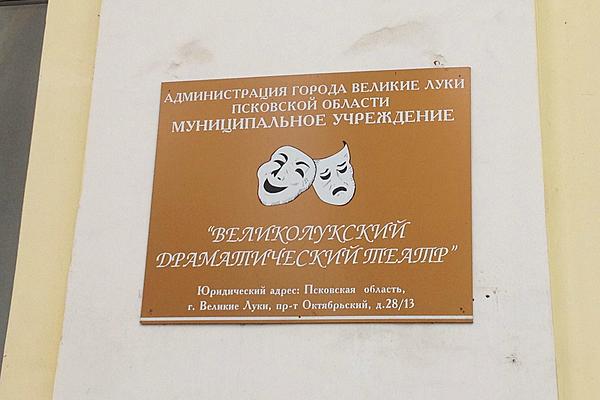 АДМИНИСТРАЦИЯ ГОРОДА ВЕЛИКИЕ ЛУКИ
ПСКОВСКОЙ ОБЛАСТИ
МУНИЦИПАЛЬНОЕ УЧРЕЖДЕНИЕ
"ВЕЛИКОЛУКСКИЙ
ДРАМАТИЧЕСКИЙ ТЕАТР"
Юридический адрес: Псковская область,
г. Великие Луки, пр-т Октябрьский, д.28/13